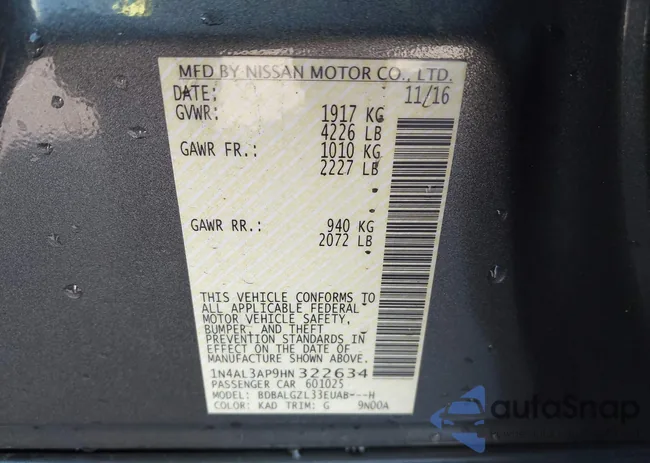 MFD BY NISSAN MOTOR CO., LTD.
DATE: 11/16
GVWR: 1917 KG
4226 LB
GAWR FR.: 1010 KG
2227 LB
GAWR RR.: 940 KG
2072 LB
THIS VEHICLE CONFORMS TO
ALL APPLICABLE FEDERAL
MOTOR VEHICLE SAFETY,
BUMPER, AND THEFT
PREVENTION STANDARDS IN
EFFECT ON THE DATE OF
MANUFACTURE SHOWN ABOVE.
1N4AL3AP9HN322634
PASSENGER CAR 601025
MODEL: BDBALGZL33EUAB---H
COLOR: KAD TRIM: G 9N00A
autoSnap